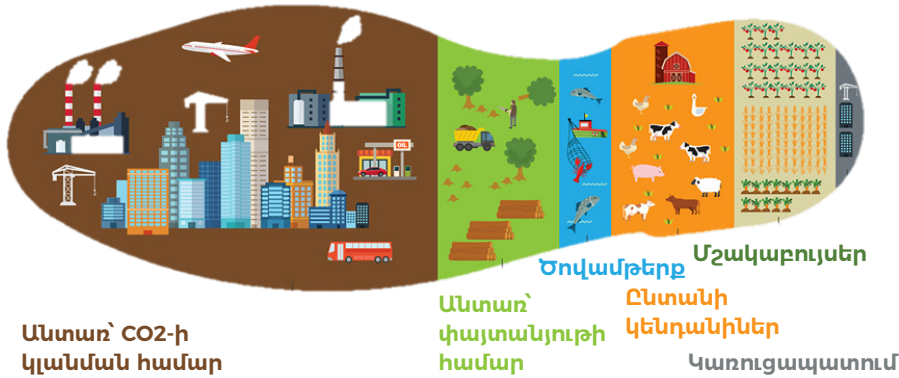 OIL
Ծովամթերք
Մշակաբույսեր
Անտառ՝ CO2-ի
կլանման համար
Անտառ՝
փայտանյութի
համար
Ընտանի
կենդանիներ
Կառուցապատում